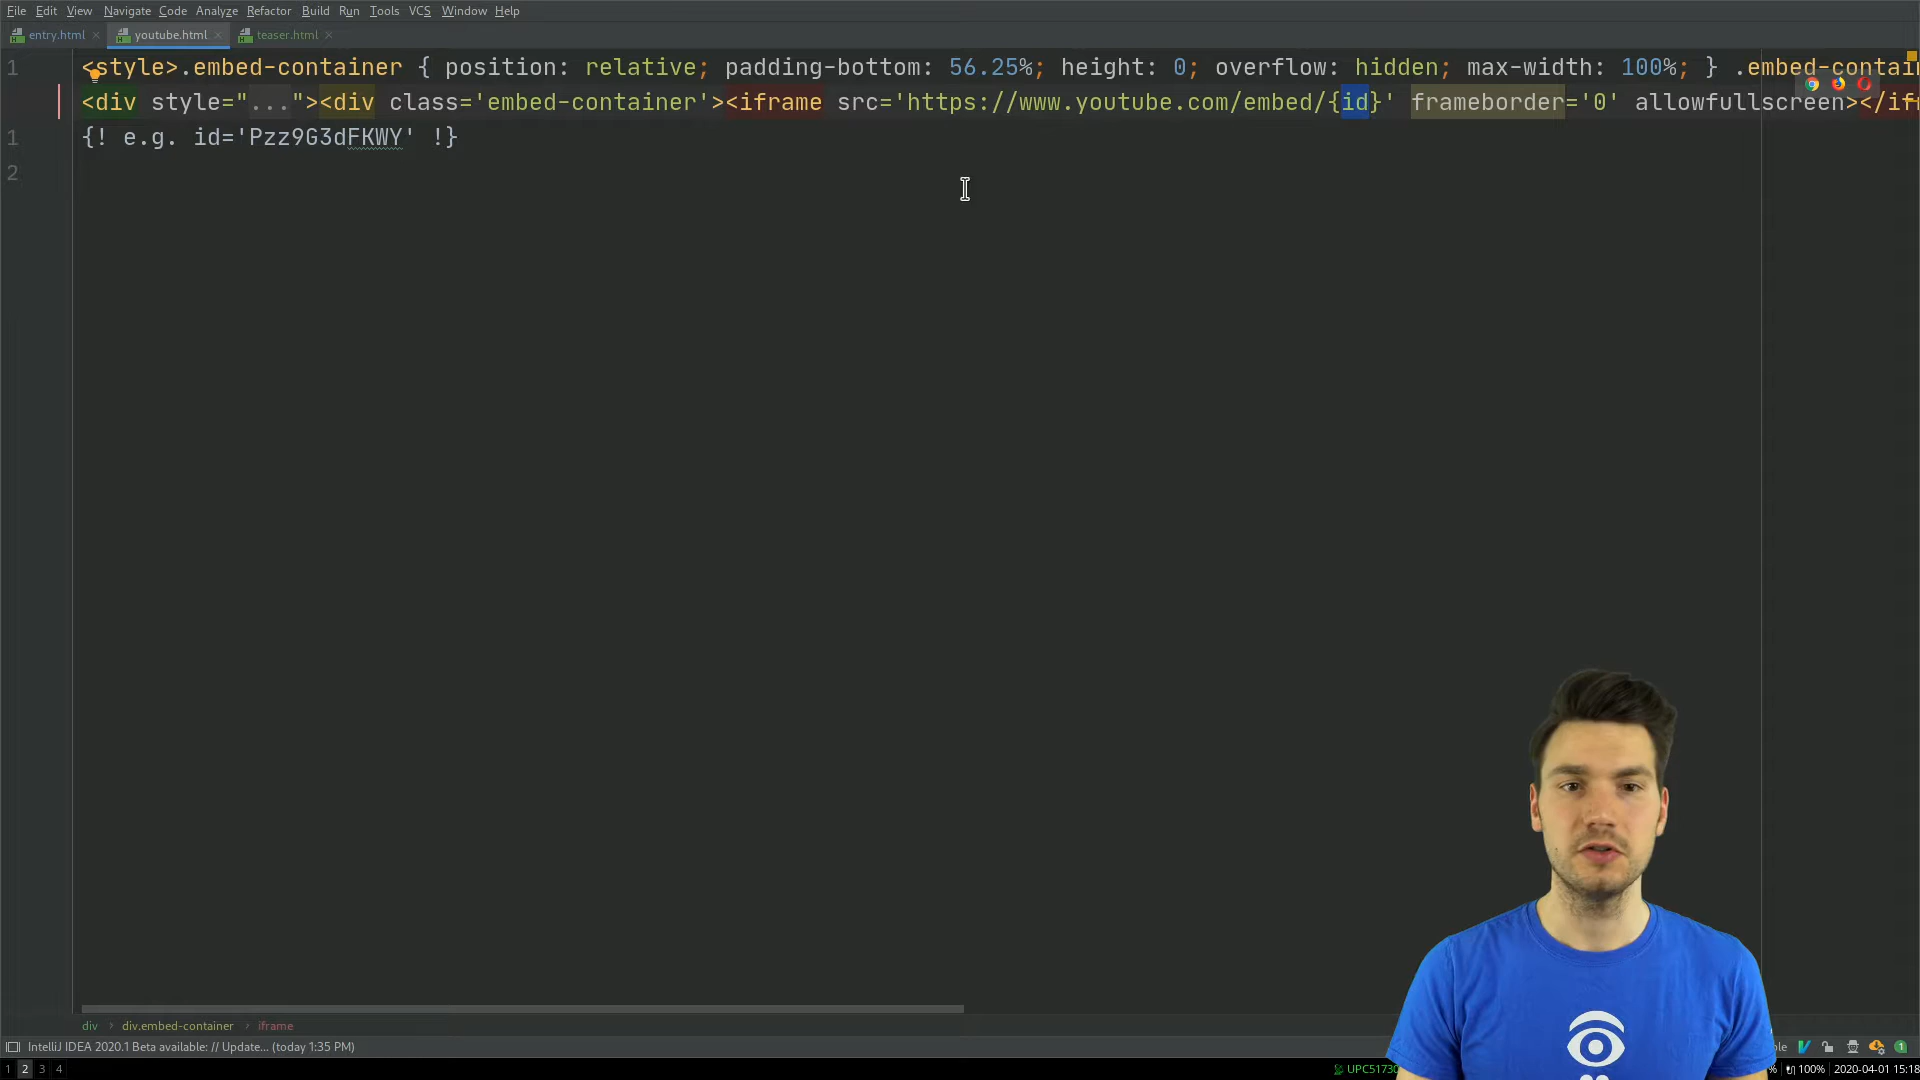 File Edit View Navigate Code Analyze Refactor Build Run Tools VCS Window Help
entry.html youtube.html teaser.html
1 <style>.embed-container { position: relative; padding-bottom: 56.25%; height: 0; overflow: hidden; max-width: 100%; } .embed-contai
<div style="..."><div class='embed-container'><iframe src='https://www.youtube.com/embed/{id}' frameborder='0' allowfullscreen></ifr
1 {! e.g. id='Pzz9G3dFKWY' !}
2
div › div.embed-container › iframe
IntelliJ IDEA 2020.1 Beta available: // Update... (today 1:35 PM)
1 2 3 4 UPC51730 % 100% 2020-04-01 15:18